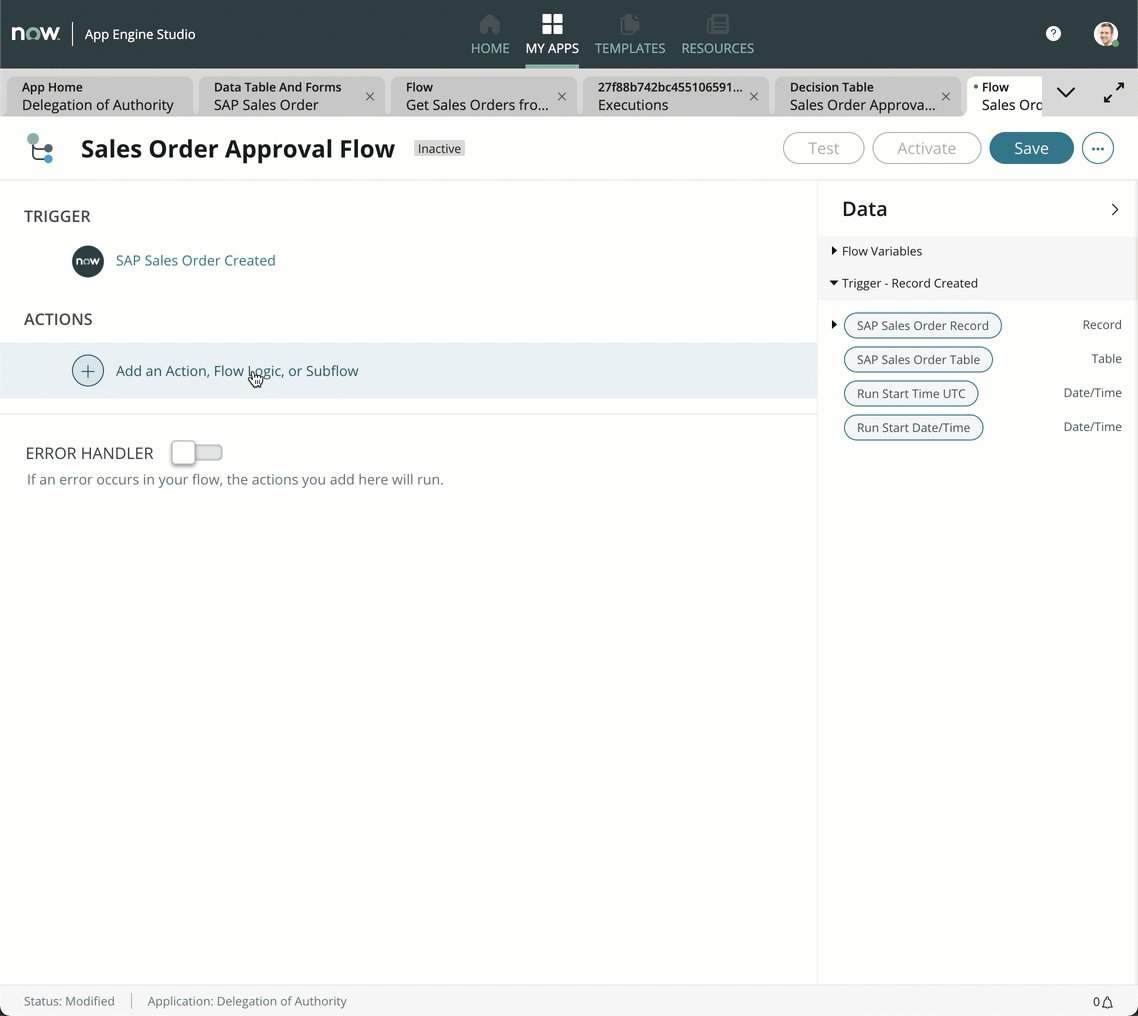 now
App Engine Studio
HOME
MY APPS
TEMPLATES
RESOURCES
?
App Home
Delegation of Authority
Data Table And Forms
SAP Sales Order
Flow
Get Sales Orders fro...
27f88b742bc455106591...
Executions
Decision Table
Sales Order Approva...
Flow
Sales Ord
Sales Order Approval Flow
Inactive
Test
Activate
Save
TRIGGER
now
SAP Sales Order Created
ACTIONS
Add an Action, Flow Logic, or Subflow
ERROR HANDLER
If an error occurs in your flow, the actions you add here will run.
Data
Flow Variables
Trigger - Record Created
SAP Sales Order Record Record
SAP Sales Order Table Table
Run Start Time UTC Date/Time
Run Start Date/Time Date/Time
Status: Modified
Application: Delegation of Authority
0